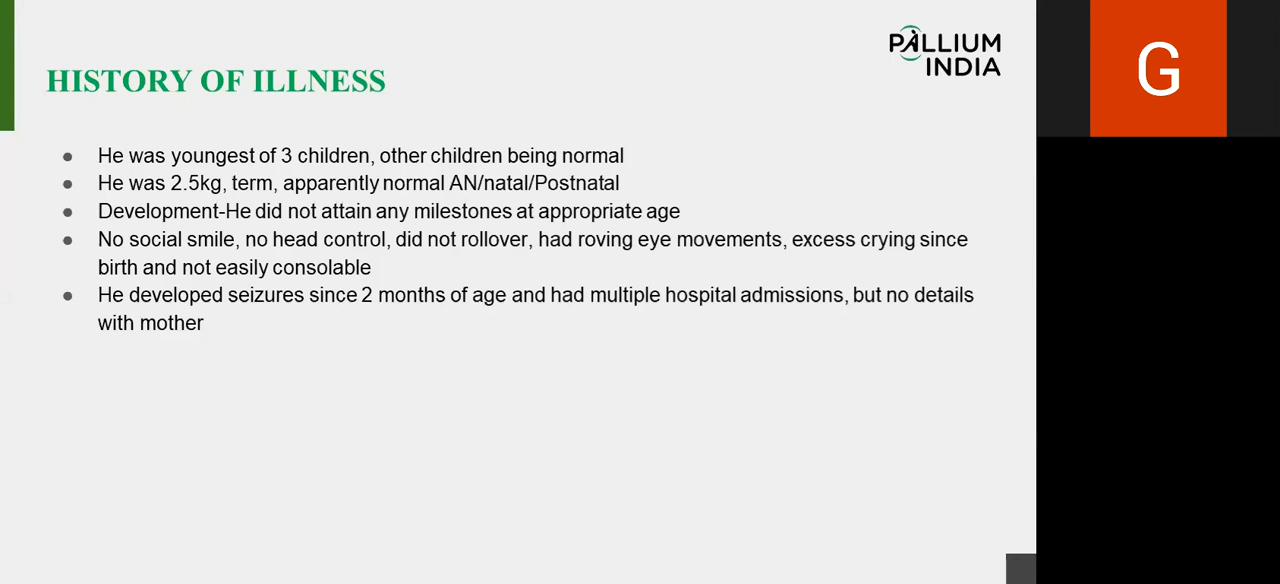 PALLIUM
INDIA
HISTORY OF ILLNESS
● He was youngest of 3 children, other children being normal
● He was 2.5kg, term, apparently normal AN/natal/Postnatal
● Development-He did not attain any milestones at appropriate age
● No social smile, no head control, did not rollover, had roving eye movements, excess crying since
birth and not easily consolable
● He developed seizures since 2 months of age and had multiple hospital admissions, but no details
with mother
G